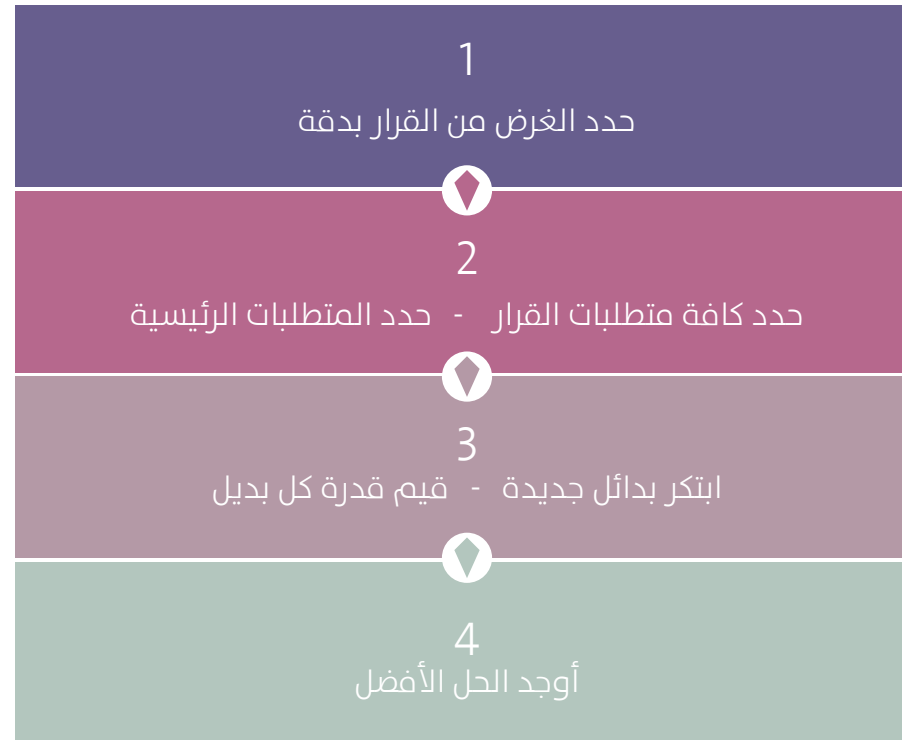 1
حدد الغرض من القرار بدقة
2
حدد كافة متطلبات القرار - حدد المتطلبات الرئيسية
3
ابتكر بدائل جديدة - قيم قدرة كل بديل
4
أوجد الحل الأفضل